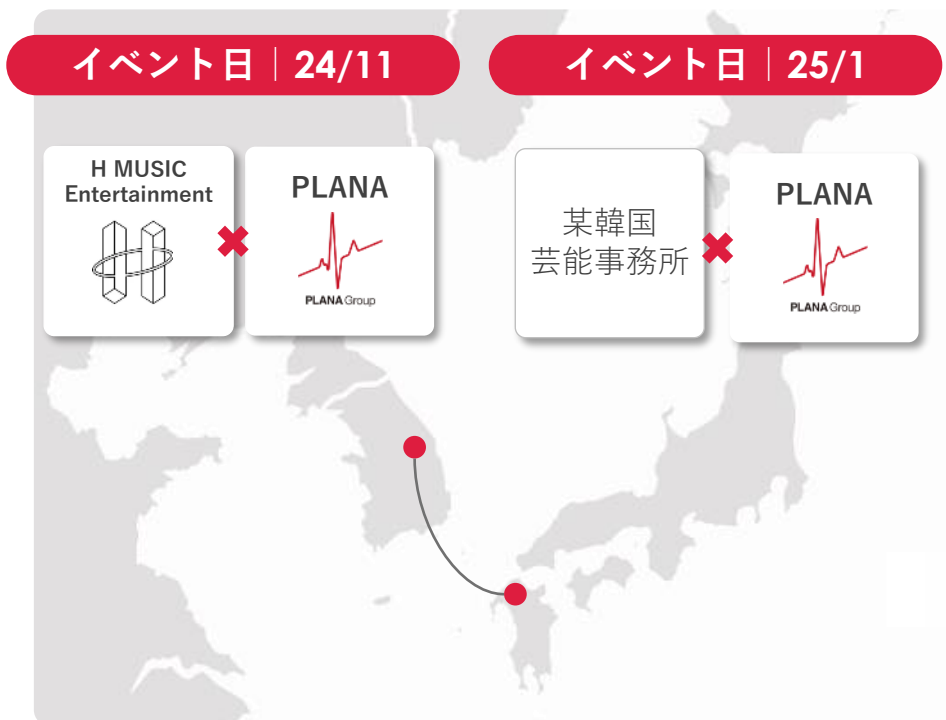 イベント日｜24/11
イベント日｜25/1
H MUSIC
Entertainment
PLANA
PLANA Group
某韓国
芸能事務所
PLANA
PLANA Group